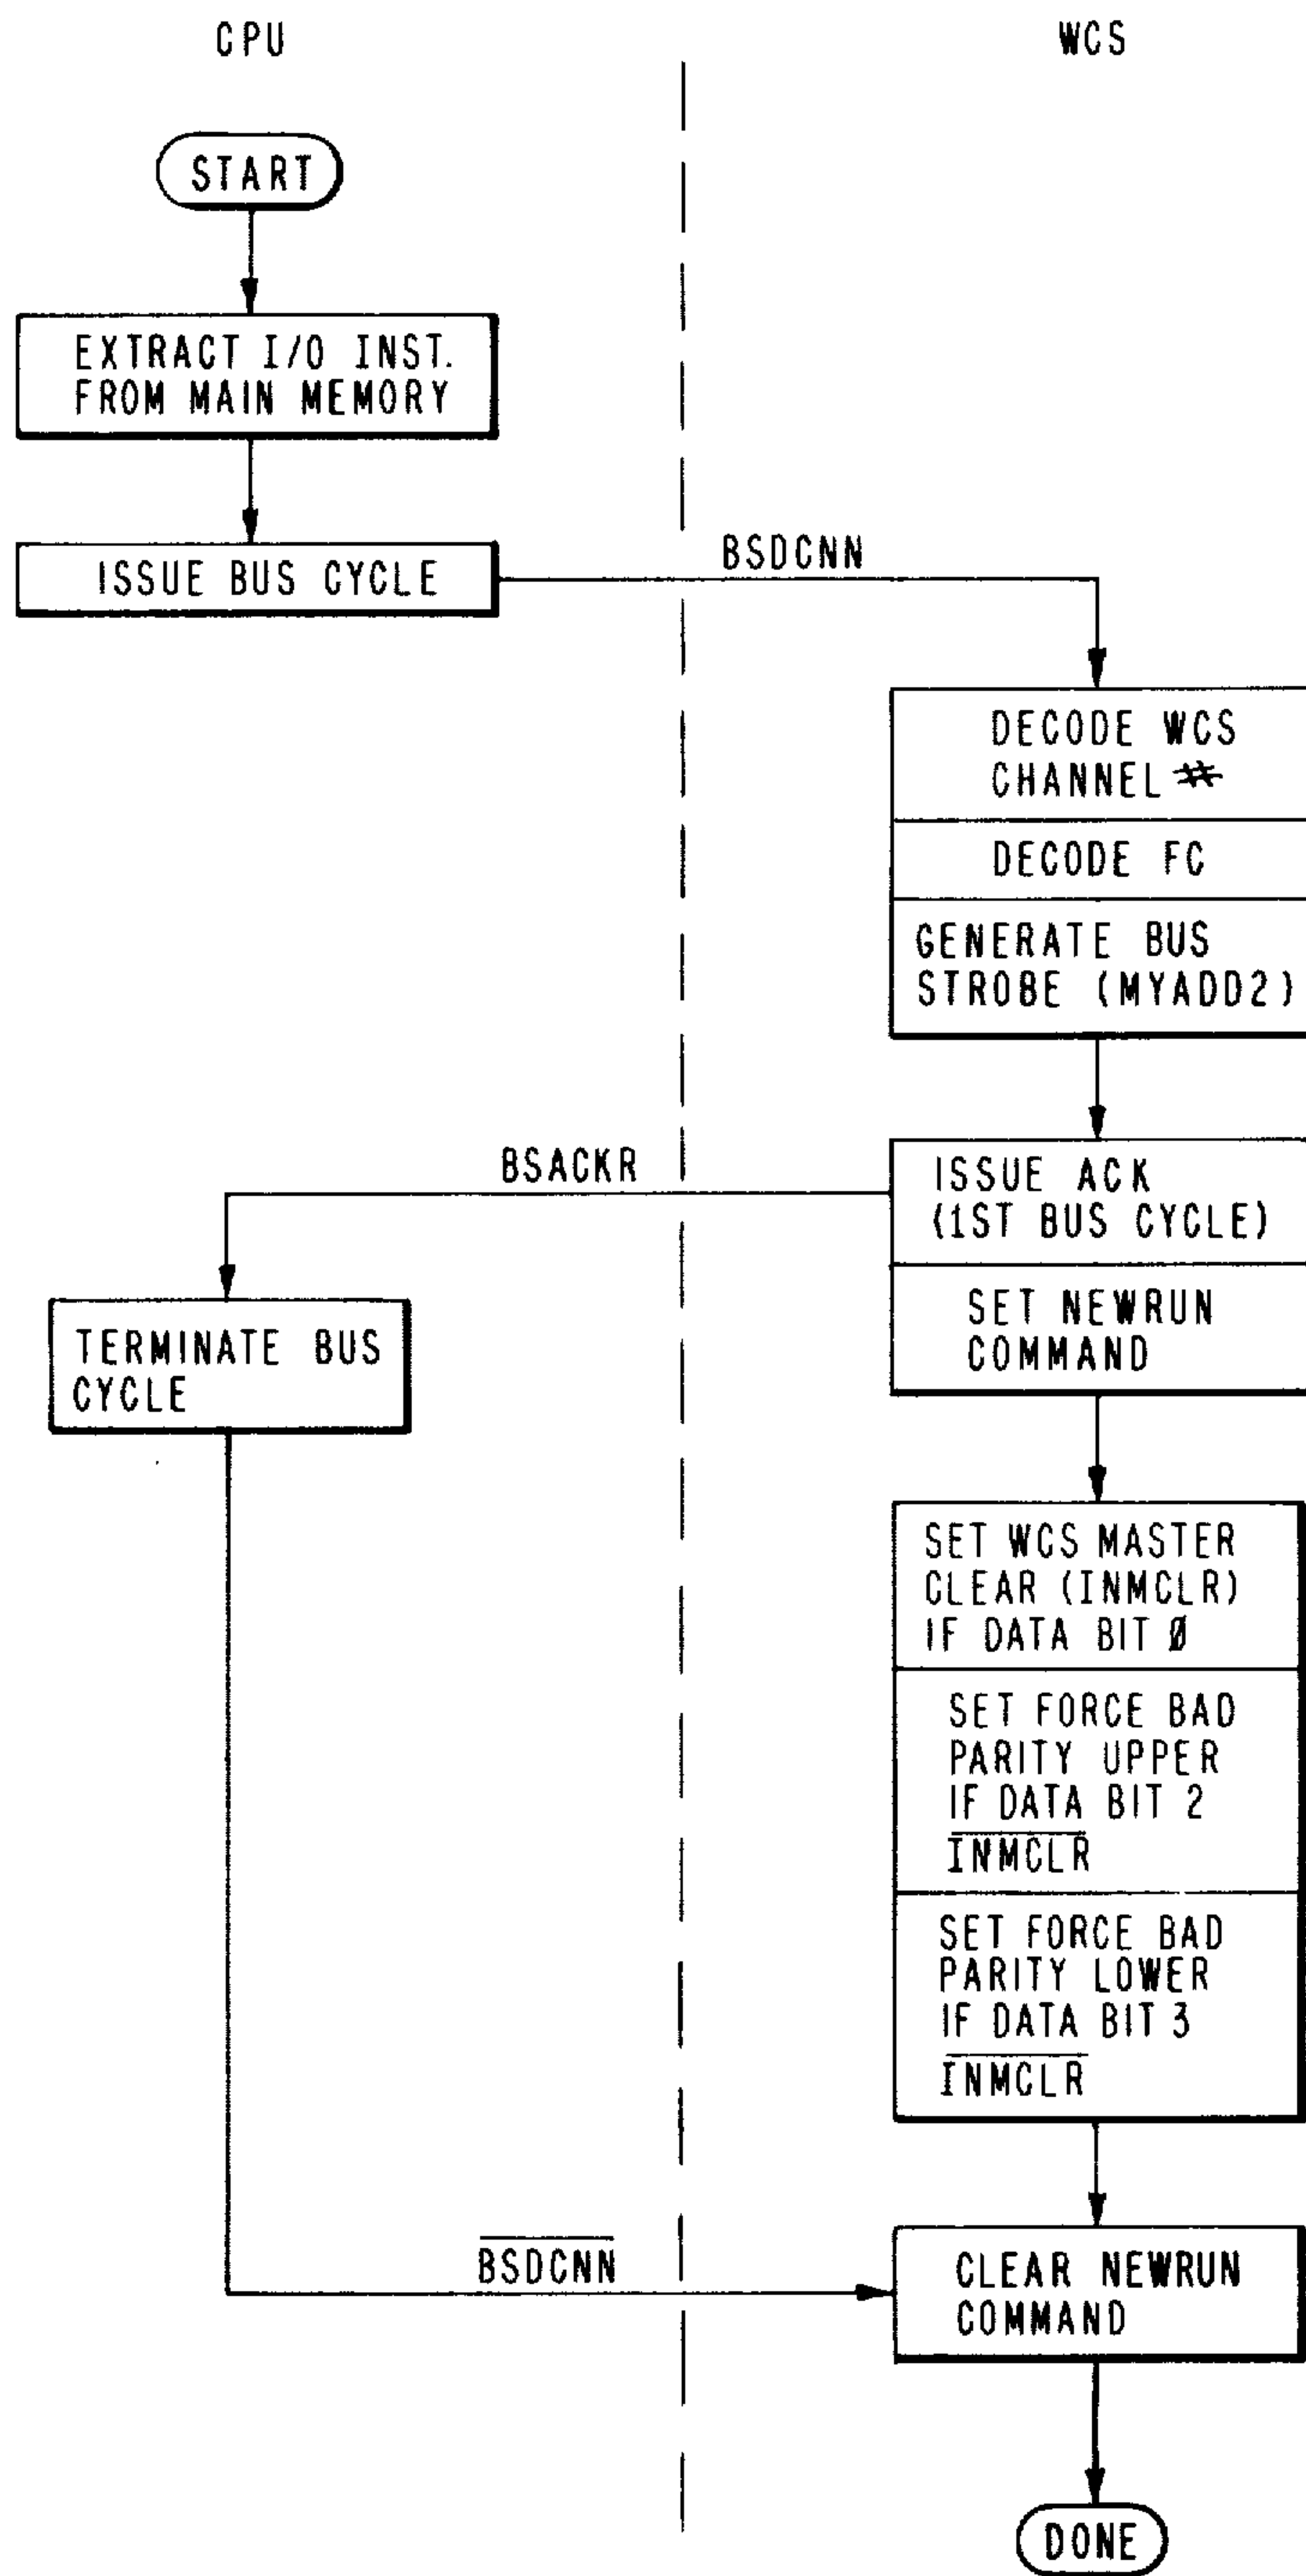 CPU
WCS
START
EXTRACT I/O INST.
FROM MAIN MEMORY
ISSUE BUS CYCLE
BSDCNN
DECODE WCS
CHANNEL #
DECODE FC
GENERATE BUS
STROBE (MYADD2)
BSACKR
ISSUE ACK
(1ST BUS CYCLE)
SET NEWRUN
COMMAND
TERMINATE BUS
CYCLE
SET WCS MASTER
CLEAR (INMCLR)
IF DATA BIT Ø
SET FORCE BAD
PARITY UPPER
IF DATA BIT 2
I̅N̅M̅C̅L̅R̅
SET FORCE BAD
PARITY LOWER
IF DATA BIT 3
I̅N̅M̅C̅L̅R̅
B̅S̅D̅C̅N̅N̅
CLEAR NEWRUN
COMMAND
DONE